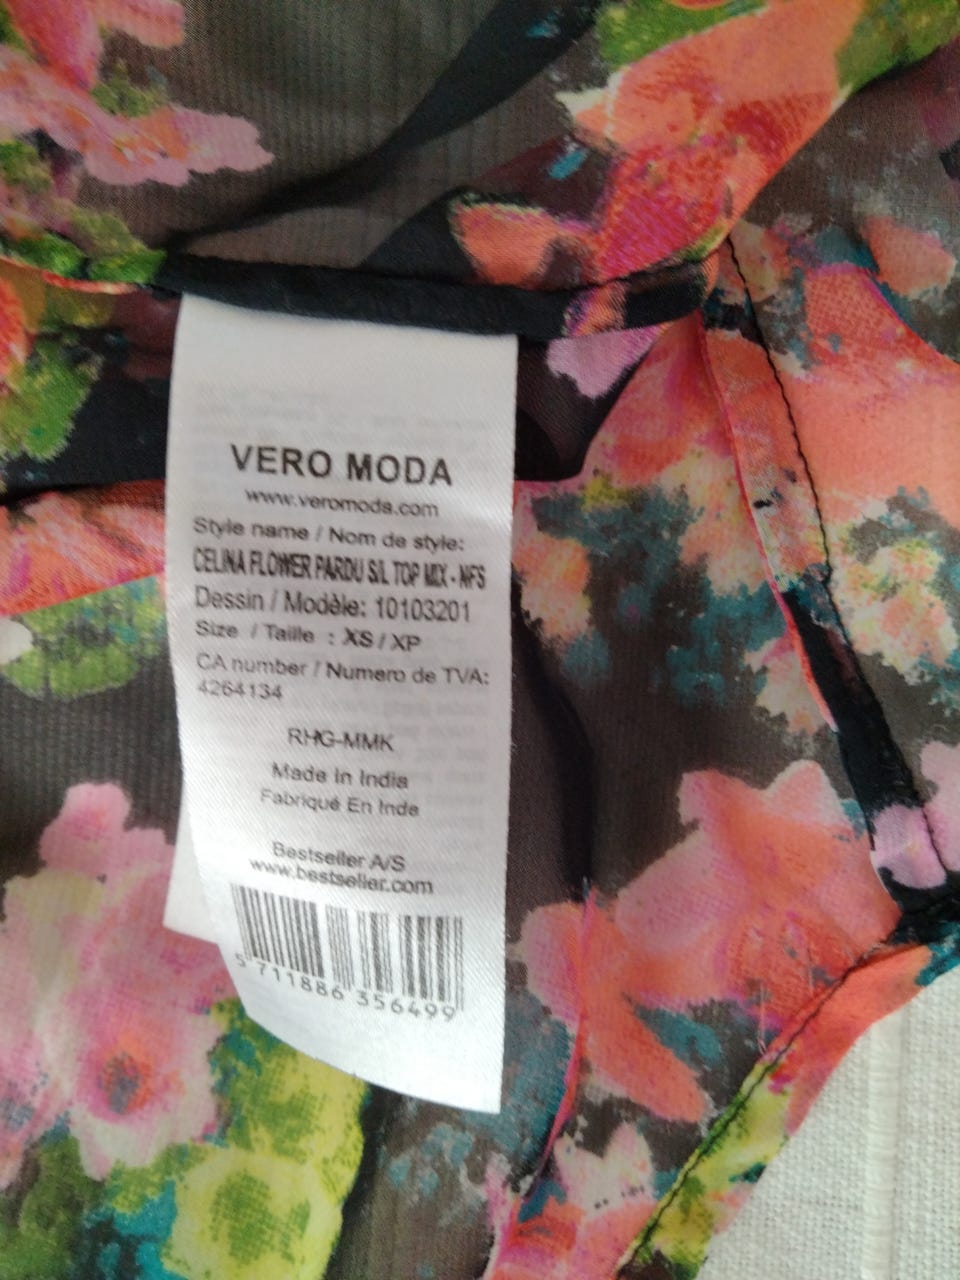 VERO MODA
www.veromoda.com
Style name / Nom de style:
CELINA FLOWER PARDU S/L TOP MIX - NFS
Dessin / Modèle: 10103201
Size / Taille : XS / XP
CA number / Numero de TVA:
4264134
RHG-MMK
Made In India
Fabriqué En Inde
Bestseller A/S
www.bestseller.com
5 711886 356499